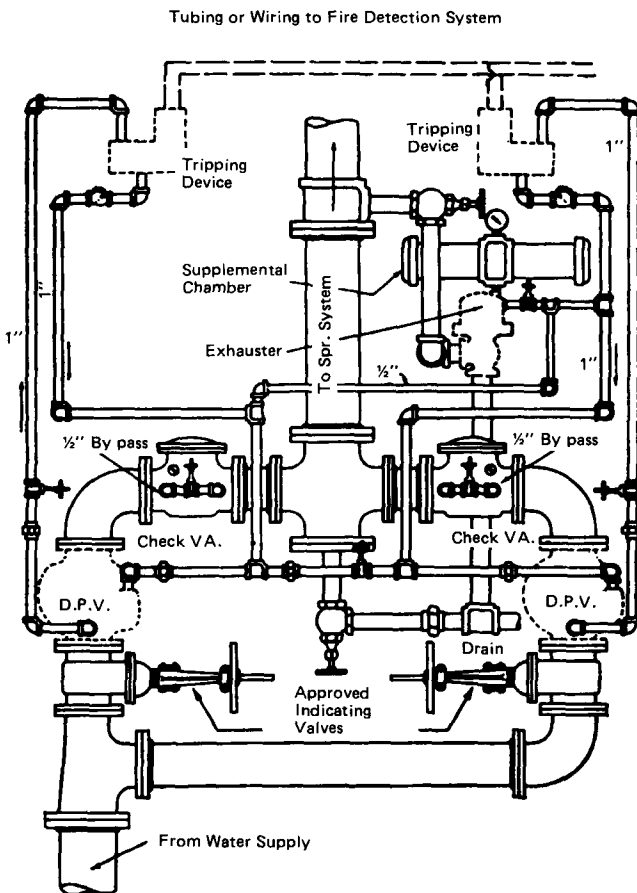 Tubing or Wiring to Fire Detection System
Tripping
Device
Tripping
Device
1"
Supplemental
Chamber
1"
1"
To Spr. System
Exhauster
½"
1"
½" By pass
½" By pass
Check VA.
Check VA.
D.P.V.
D.P.V.
Drain
Approved
Indicating
Valves
From Water Supply